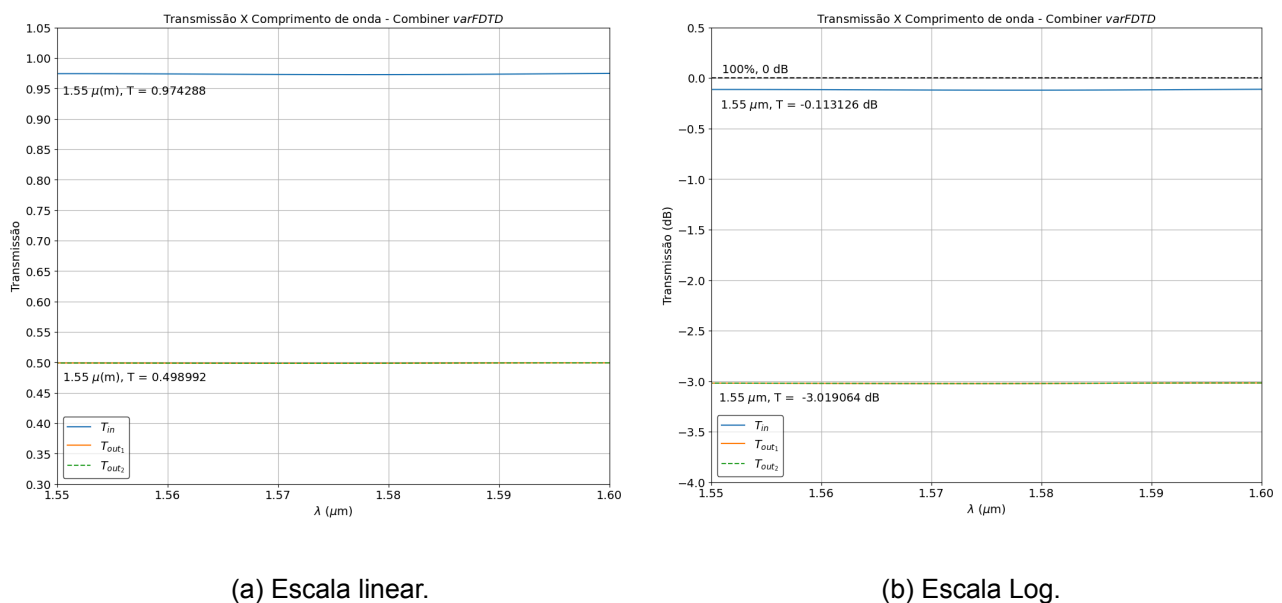 Transmissão X Comprimento de onda - Combiner varFDTD
1.05
1.00
0.95
0.90
0.85
0.80
0.75
0.70
0.65
0.60
0.55
0.50
0.45
0.40
0.35
0.30
Transmissão
1.55 μ(m), T = 0.974288
1.55 μ(m), T = 0.498992
T_in
T_out_1
T_out_2
1.55 1.56 1.57 1.58 1.59 1.60
λ (μm)
(a) Escala linear.
Transmissão X Comprimento de onda - Combiner varFDTD
0.5
0.0
−0.5
−1.0
−1.5
−2.0
−2.5
−3.0
−3.5
−4.0
Transmissão (dB)
100%, 0 dB
1.55 μm, T = -0.113126 dB
1.55 μm, T = -3.019064 dB
T_in
T_out_1
T_out_2
1.55 1.56 1.57 1.58 1.59 1.60
λ (μm)
(b) Escala Log.